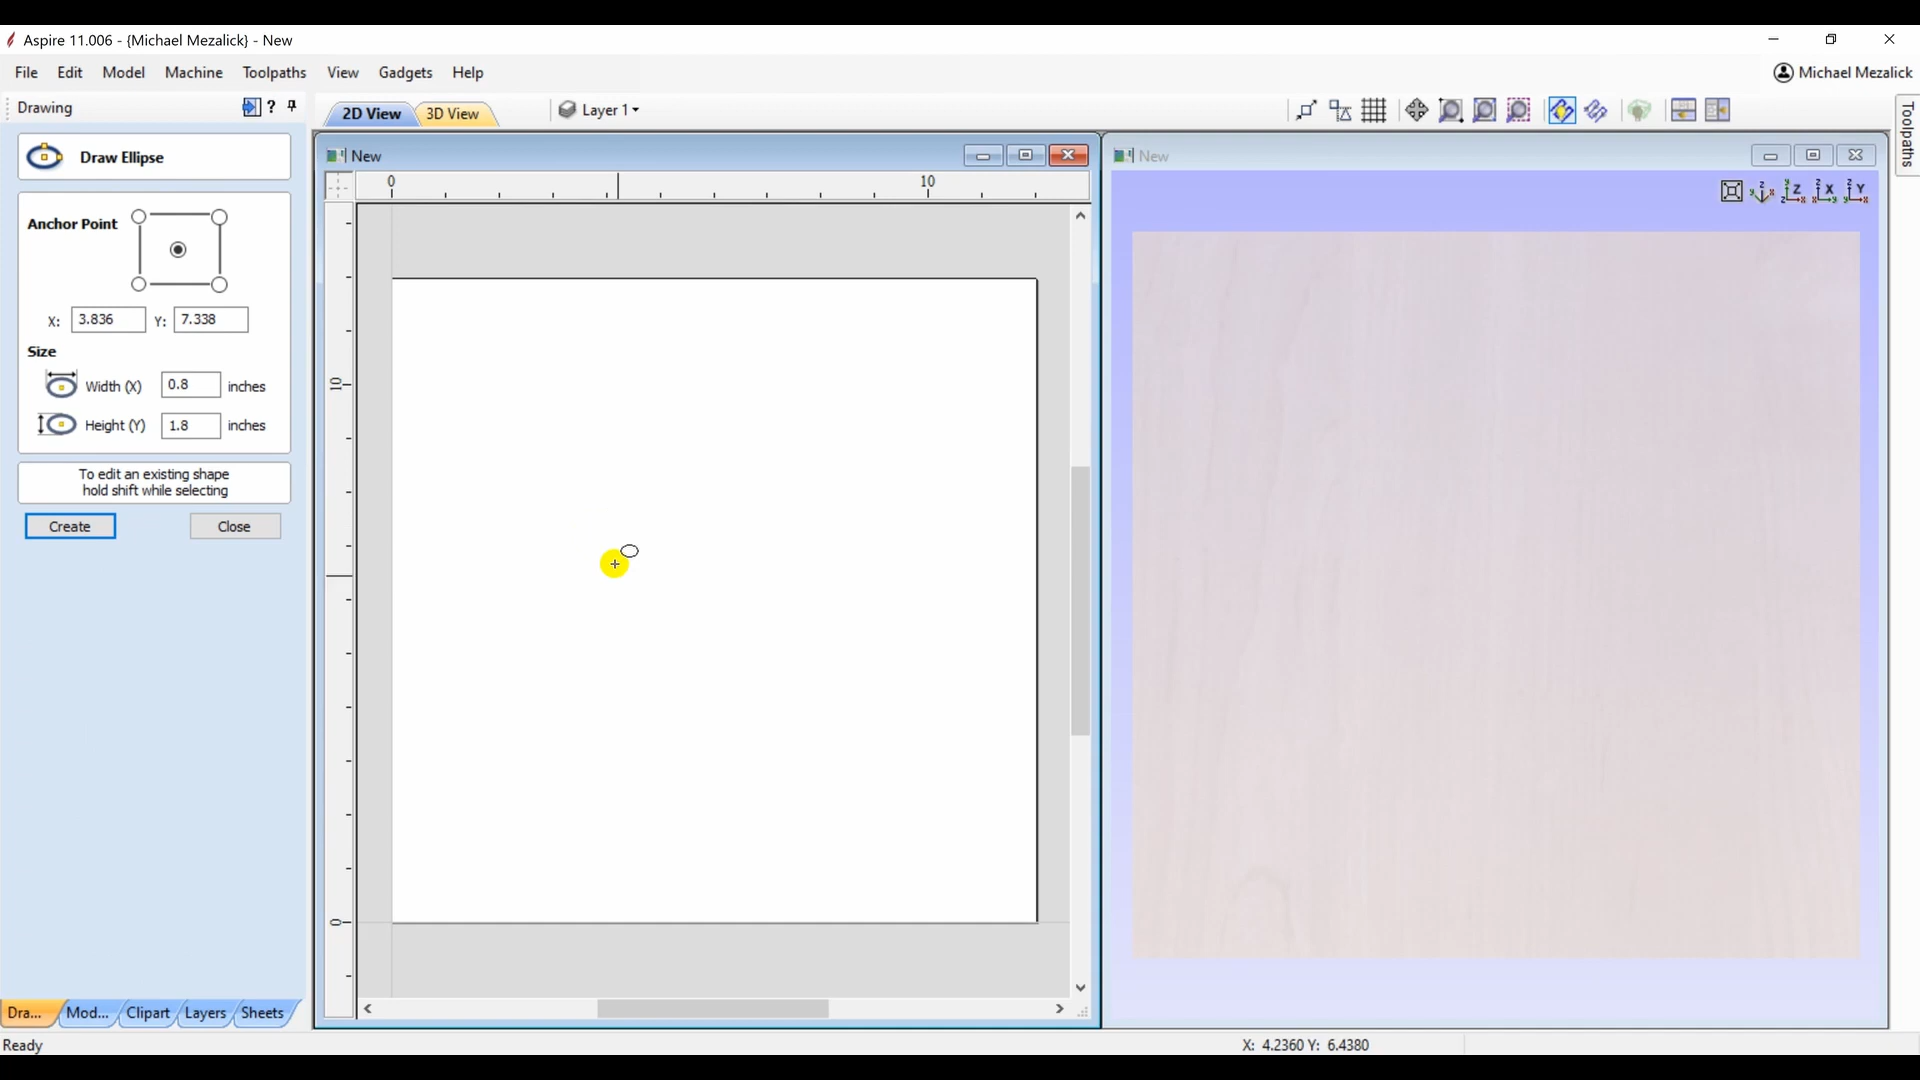 Aspire 11.006 - {Michael Mezalick} - New
File Edit Model Machine Toolpaths View Gadgets Help Michael Mezalick
Drawing ?
2D View 3D View Layer 1
Toolpaths
Draw Ellipse
New
New
0 10
Anchor Point
X: 3.836 Y: 7.338
Size
Width (X) 0.8 inches
10
Height (Y) 1.8 inches
To edit an existing shape
hold shift while selecting
Create Close
0
Dra... Mod... Clipart Layers Sheets
Ready X: 4.2360 Y: 6.4380